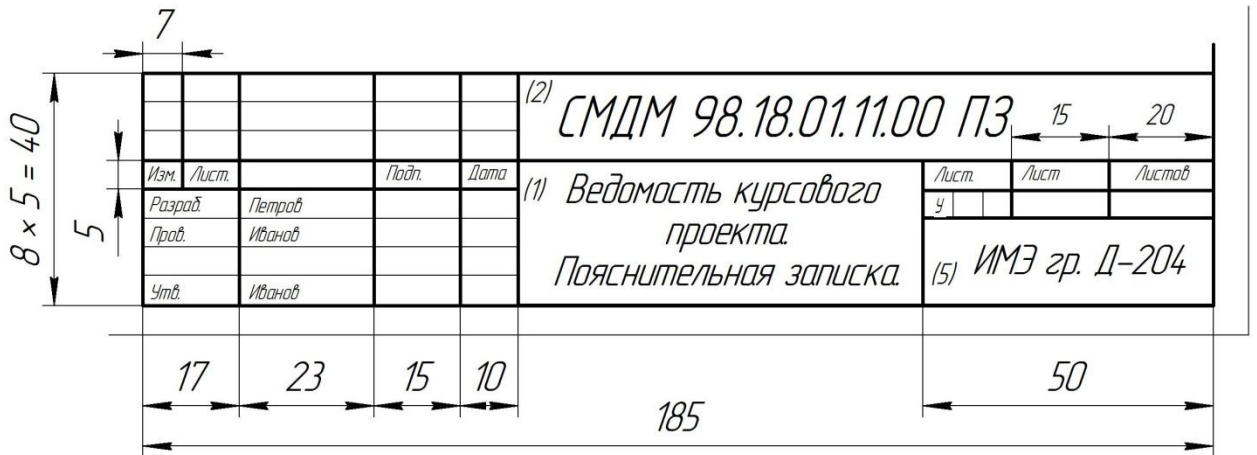 7
(2) СМДМ 98.18.01.11.00 ПЗ
15
20
8 × 5 = 40
5
Изм. Лист. Подп. Дата
(1) Ведомость курсового
проекта.
Пояснительная записка.
Лист. Лист Листов
У
Разраб. Петров
Пров. Иванов
Утв. Иванов
(5) ИМЭ гр. Д-204
17
23
15
10
50
185